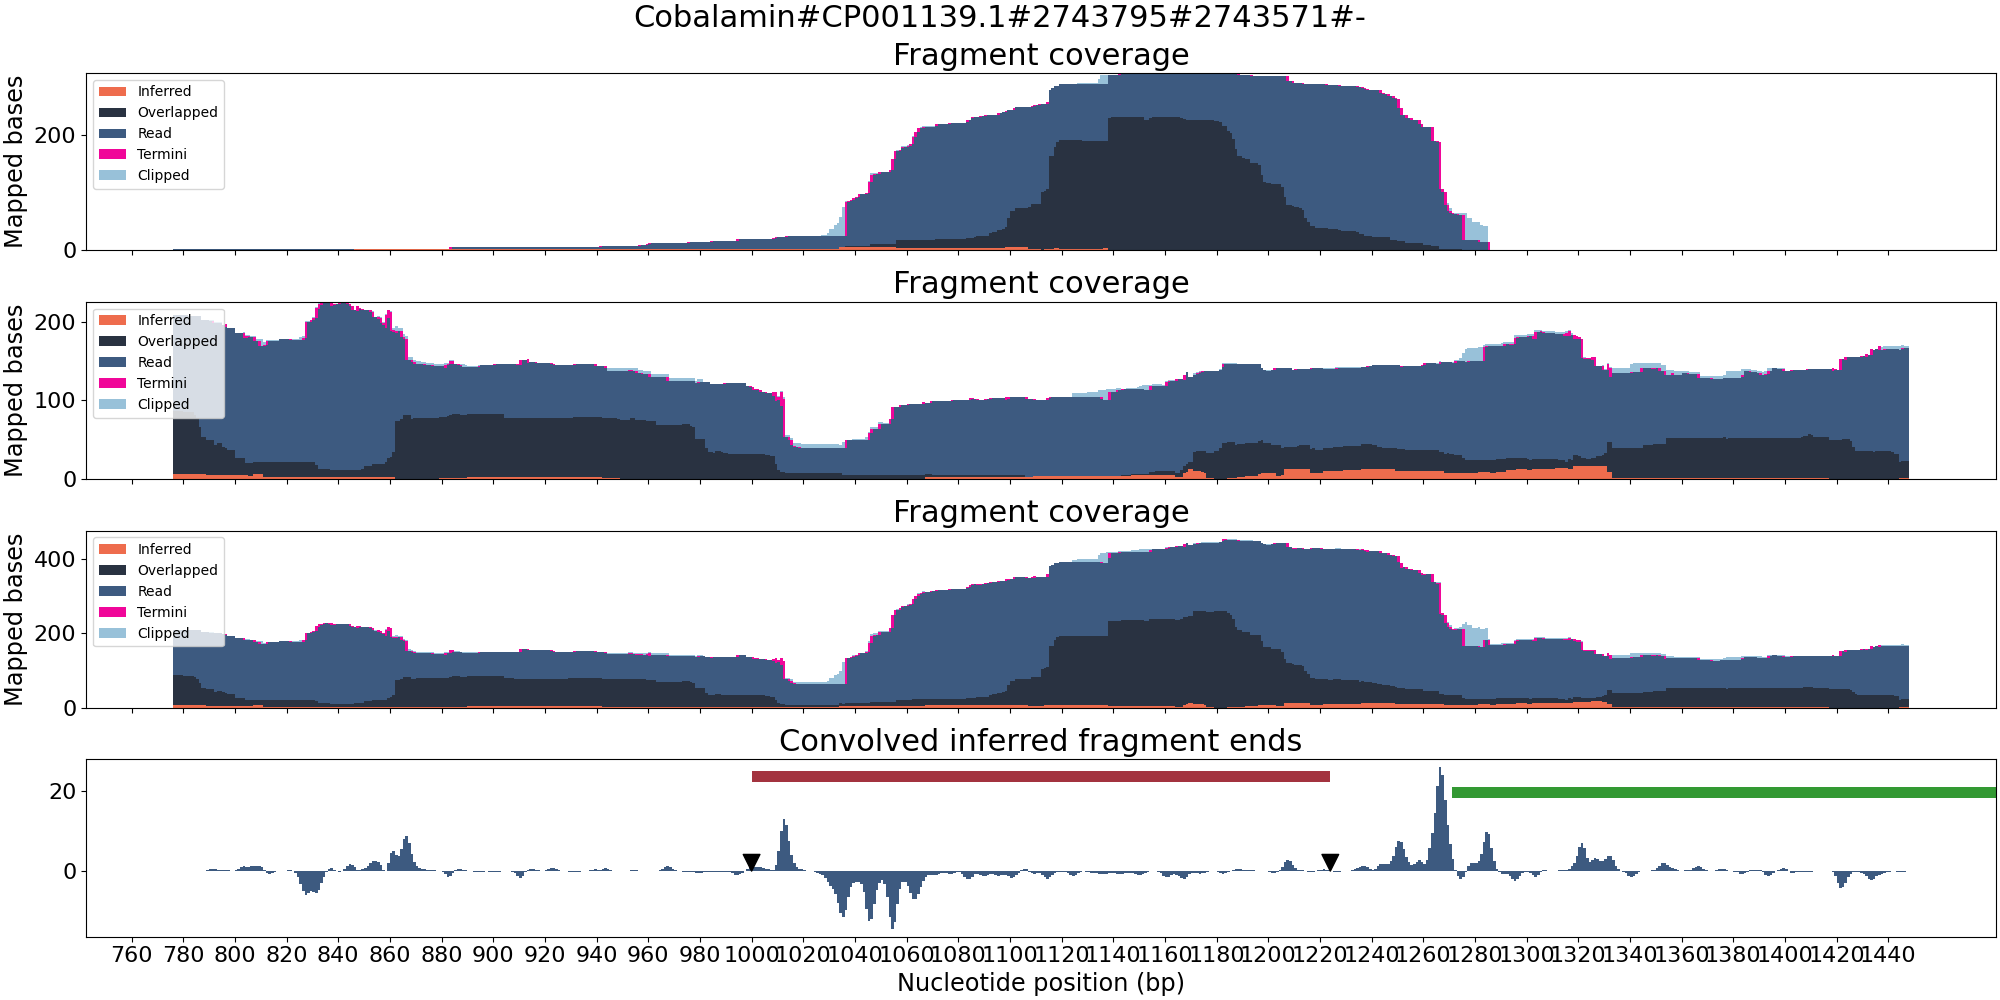 Cobalamin#CP001139.1#2743795#2743571#-
Fragment coverage
Mapped bases
200
0
Inferred
Overlapped
Read
Termini
Clipped
Fragment coverage
Mapped bases
200
100
0
Inferred
Overlapped
Read
Termini
Clipped
Fragment coverage
Mapped bases
400
200
0
Inferred
Overlapped
Read
Termini
Clipped
Convolved inferred fragment ends
20
0
760 780 800 820 840 860 880 900 920 940 960 980 1000 1020 1040 1060 1080 1100 1120 1140 1160 1180 1200 1220 1240 1260 1280 1300 1320 1340 1360 1380 1400 1420 1440
Nucleotide position (bp)